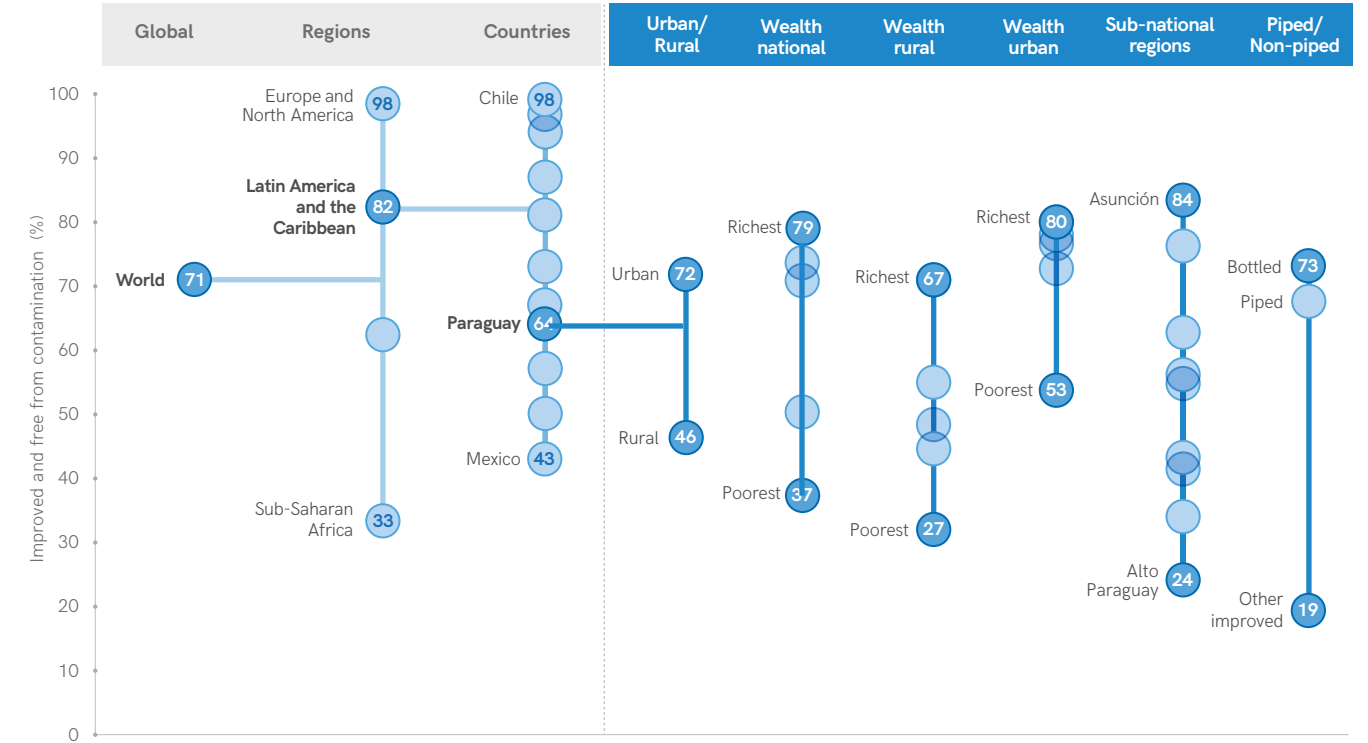 Global
Regions
Countries
Urban/
Rural
Wealth
national
Wealth
rural
Wealth
urban
Sub-national
regions
Piped/
Non-piped
Improved and free from contamination (%)
100
90
80
70
60
50
40
30
20
10
0
World
71
Europe and
North America
98
Latin America
and the
Caribbean
82
Sub-Saharan
Africa
33
Chile
98
Paraguay
64
Mexico
43
Urban
72
Rural
46
Richest
79
Poorest
37
Richest
67
Poorest
27
Richest
80
Poorest
53
Asunción
84
Alto
Paraguay
24
Bottled
73
Piped
Other
improved
19